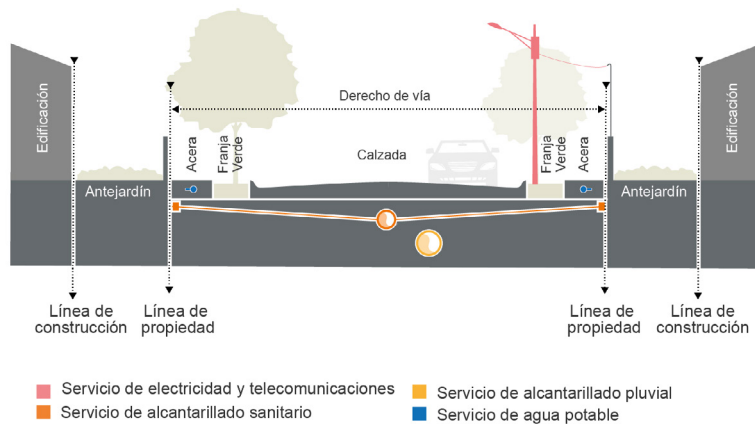 Derecho de vía
Edificación
Acera
Franja
Verde
Calzada
Franja
Verde
Acera
Edificación
Antejardín
Antejardín
Línea de
construcción
Línea de
propiedad
Línea de
propiedad
Línea de
construcción
Servicio de electricidad y telecomunicaciones
Servicio de alcantarillado sanitario
Servicio de alcantarillado pluvial
Servicio de agua potable